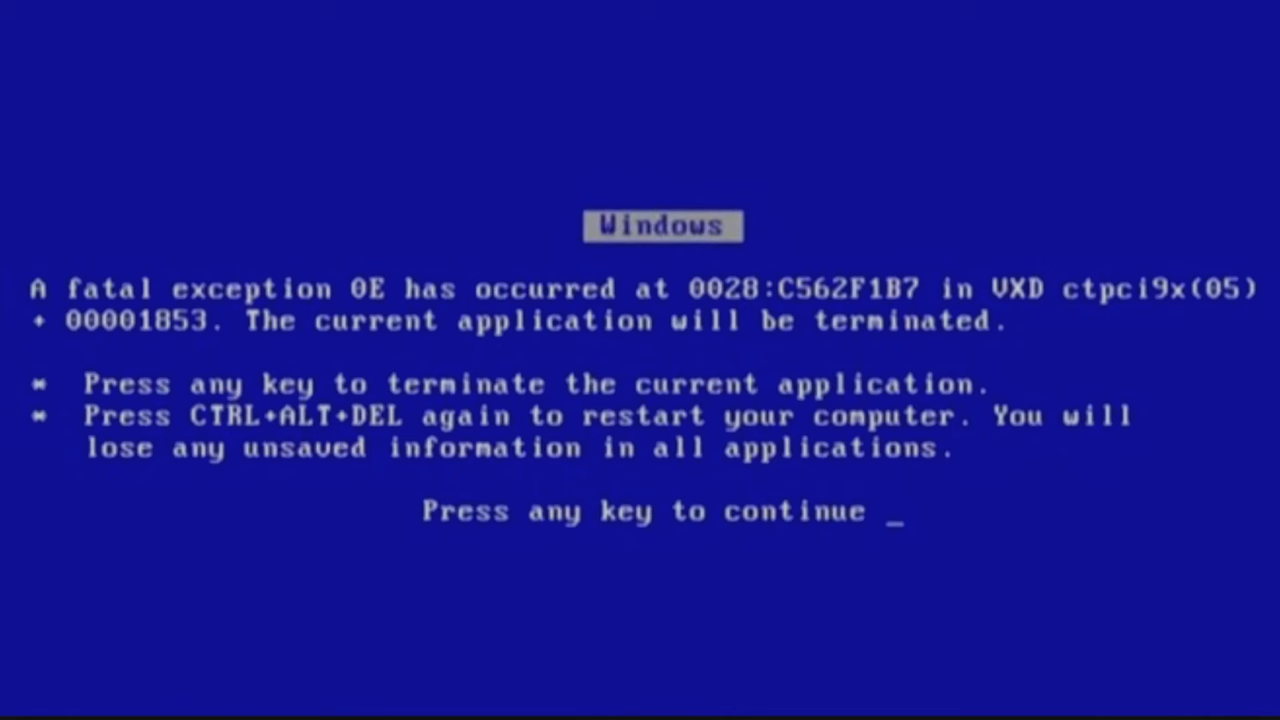 Windows
A fatal exception 0E has occurred at 0028:C562F1B7 in VXD ctpci9x(05)
+ 00001853. The current application will be terminated.
* Press any key to terminate the current application.
* Press CTRL+ALT+DEL again to restart your computer. You will
lose any unsaved information in all applications.
Press any key to continue _